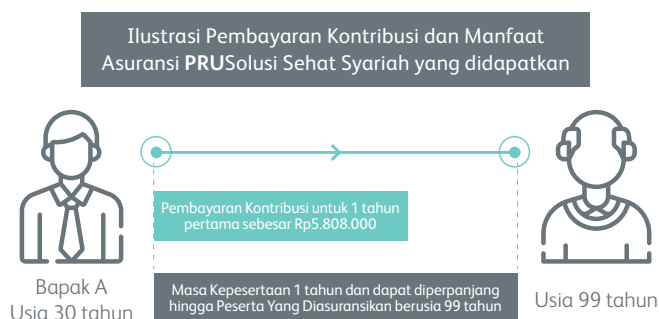 Ilustrasi Pembayaran Kontribusi dan Manfaat
Asuransi PRUSolusi Sehat Syariah yang didapatkan
Pembayaran Kontribusi untuk 1 tahun
pertama sebesar Rp5.808.000
Bapak A
Usia 30 tahun
Masa Kepesertaan 1 tahun dan dapat diperpanjang
hingga Peserta Yang Diasuransikan berusia 99 tahun
Usia 99 tahun